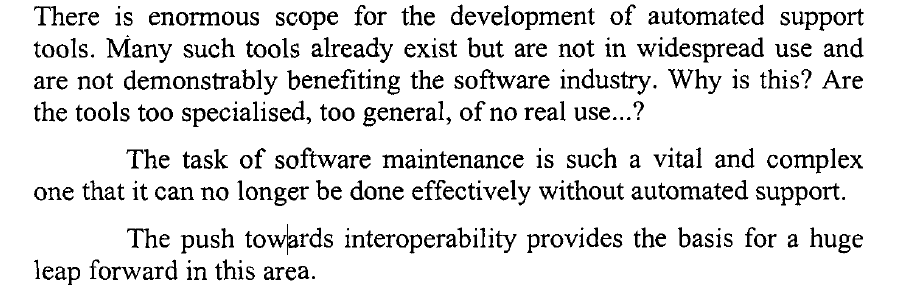 There is enormous scope for the development of automated support
tools. Many such tools already exist but are not in widespread use and
are not demonstrably benefiting the software industry. Why is this? Are
the tools too specialised, too general, of no real use...?
The task of software maintenance is such a vital and complex
one that it can no longer be done effectively without automated support.
The push towards interoperability provides the basis for a huge
leap forward in this area.